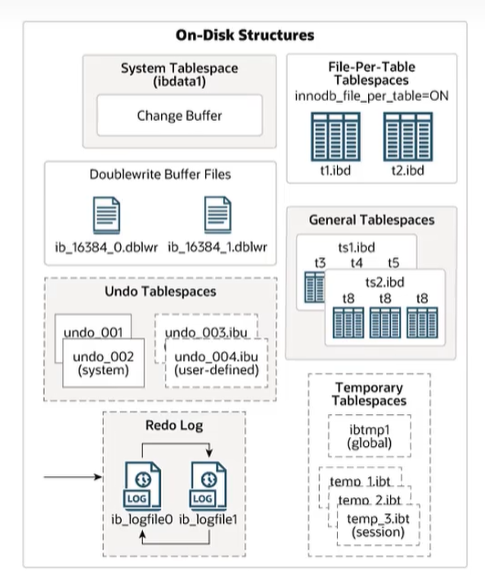 On-Disk Structures
System Tablespace
(ibdata1)
Change Buffer
File-Per-Table
Tablespaces
innodb_file_per_table=ON
t1.ibd
t2.ibd
Doublewrite Buffer Files
ib_16384_0.dblwr
ib_16384_1.dblwr
General Tablespaces
ts1.ibd
t3 t4 t5
ts2.ibd
t8 t8 t8
Undo Tablespaces
undo_001
undo_002
(system)
undo_003.ibu
undo_004.ibu
(user-defined)
Temporary
Tablespaces
ibtmp1
(global)
temp_1.ibt
temp_2.ibt
temp_3.ibt
(session)
Redo Log
LOG
LOG
ib_logfile0 ib_logfile1